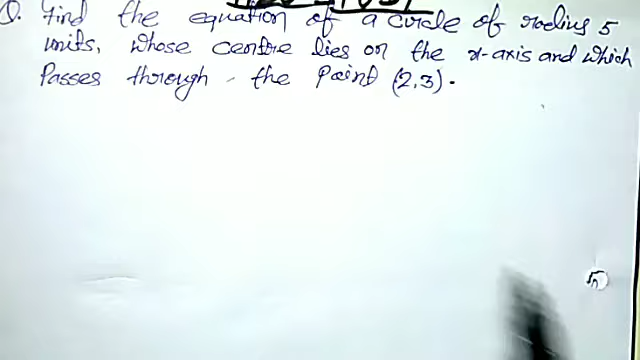 Q. Find the equation of a circle of radius 5
units, whose centre lies on the x-axis and which
Passes through the Point (2,3).